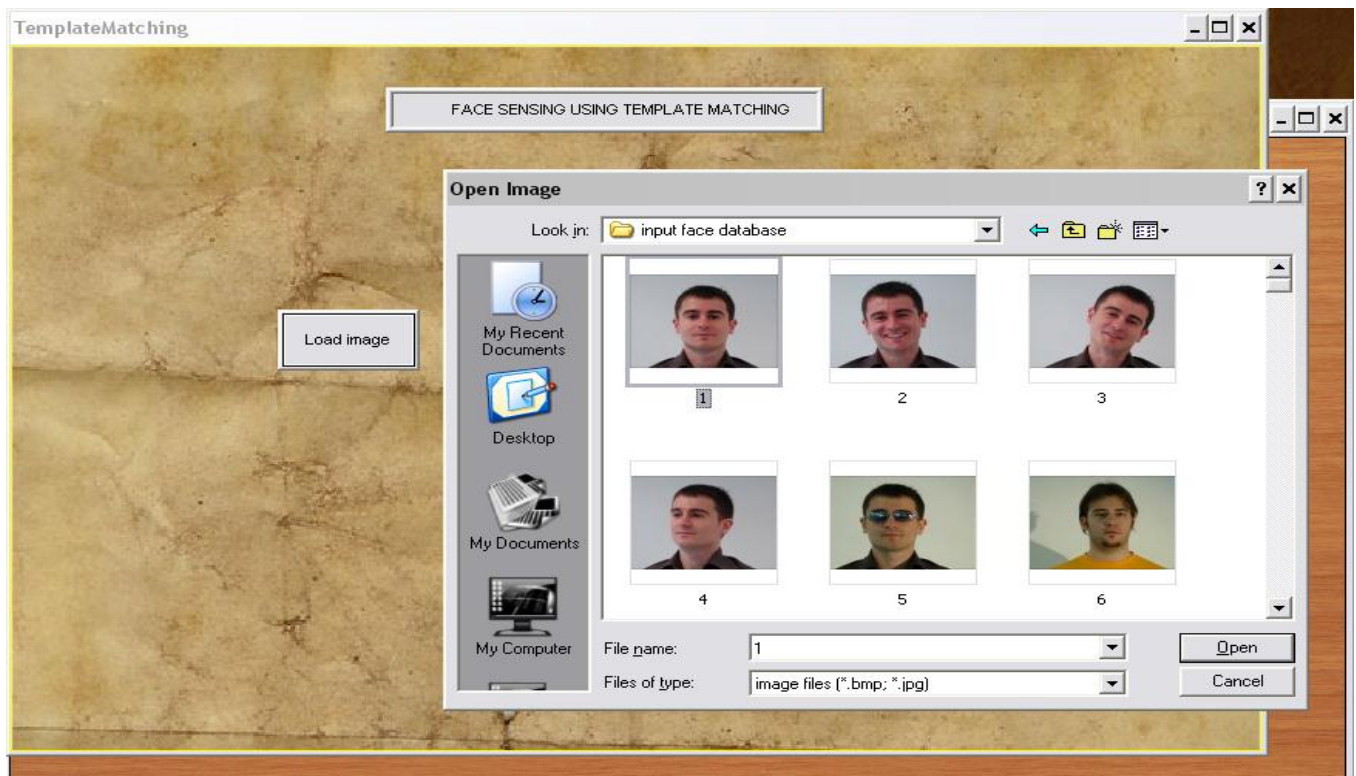 TemplateMatching
FACE SENSING USING TEMPLATE MATCHING
Load image
Open Image
Look in:
input face database
My Recent
Documents
Desktop
My Documents
My Computer
1
2
3
4
5
6
File name:
1
Open
Files of type:
image files (*.bmp; *.jpg)
Cancel